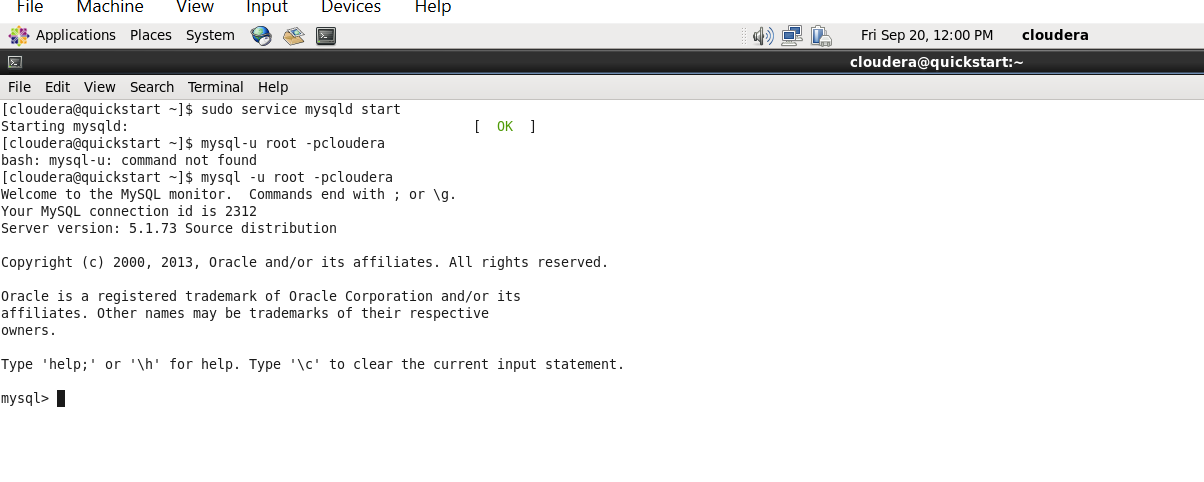 File Machine View Input Devices Help
Applications Places System Fri Sep 20, 12:00 PM cloudera
cloudera@quickstart:~
File Edit View Search Terminal Help
[cloudera@quickstart ~]$ sudo service mysqld start
Starting mysqld: [ OK ]
[cloudera@quickstart ~]$ mysql-u root -pcloudera
bash: mysql-u: command not found
[cloudera@quickstart ~]$ mysql -u root -pcloudera
Welcome to the MySQL monitor. Commands end with ; or \g.
Your MySQL connection id is 2312
Server version: 5.1.73 Source distribution
Copyright (c) 2000, 2013, Oracle and/or its affiliates. All rights reserved.
Oracle is a registered trademark of Oracle Corporation and/or its
affiliates. Other names may be trademarks of their respective
owners.
Type 'help;' or '\h' for help. Type '\c' to clear the current input statement.
mysql>